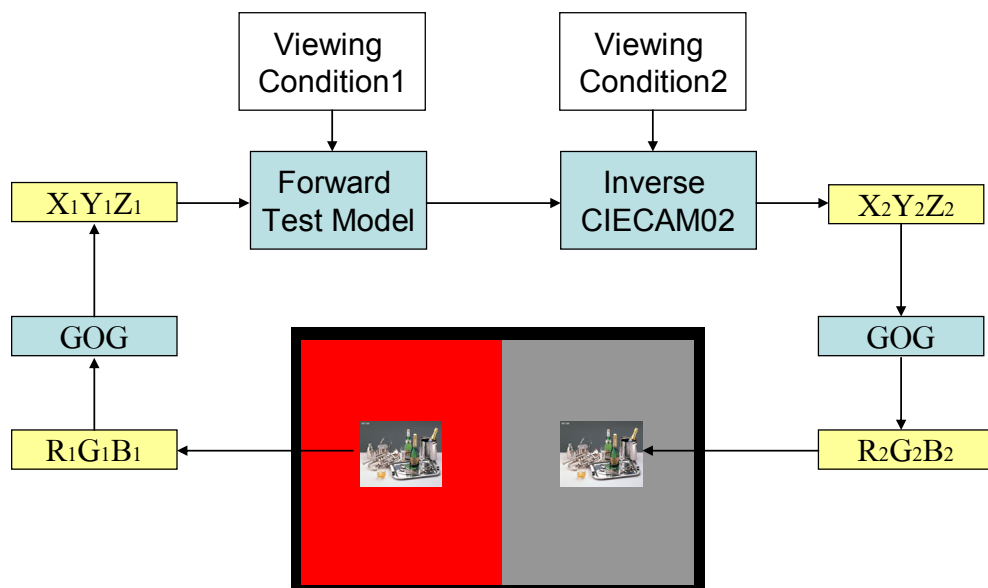 Viewing
Condition1
Viewing
Condition2
Forward
Test Model
Inverse
CIECAM02
X1Y1Z1
X2Y2Z2
GOG
GOG
R1G1B1
R2G2B2